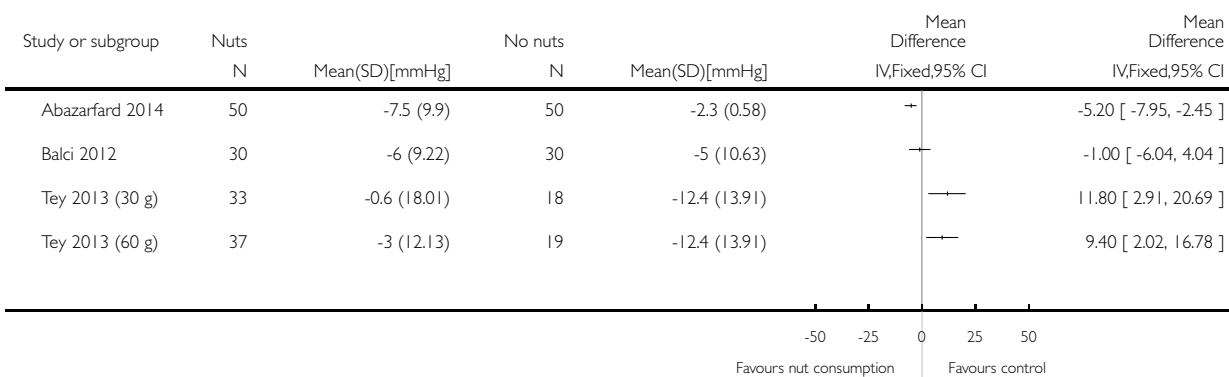 Mean Mean
Study or subgroup Nuts No nuts Difference Difference
N Mean(SD)[mmHg] N Mean(SD)[mmHg] IV,Fixed,95% CI IV,Fixed,95% CI
Abazarfard 2014 50 -7.5 (9.9) 50 -2.3 (0.58) -5.20 [ -7.95, -2.45 ]
Balci 2012 30 -6 (9.22) 30 -5 (10.63) -1.00 [ -6.04, 4.04 ]
Tey 2013 (30 g) 33 -0.6 (18.01) 18 -12.4 (13.91) 11.80 [ 2.91, 20.69 ]
Tey 2013 (60 g) 37 -3 (12.13) 19 -12.4 (13.91) 9.40 [ 2.02, 16.78 ]
-50 -25 0 25 50
Favours nut consumption Favours control